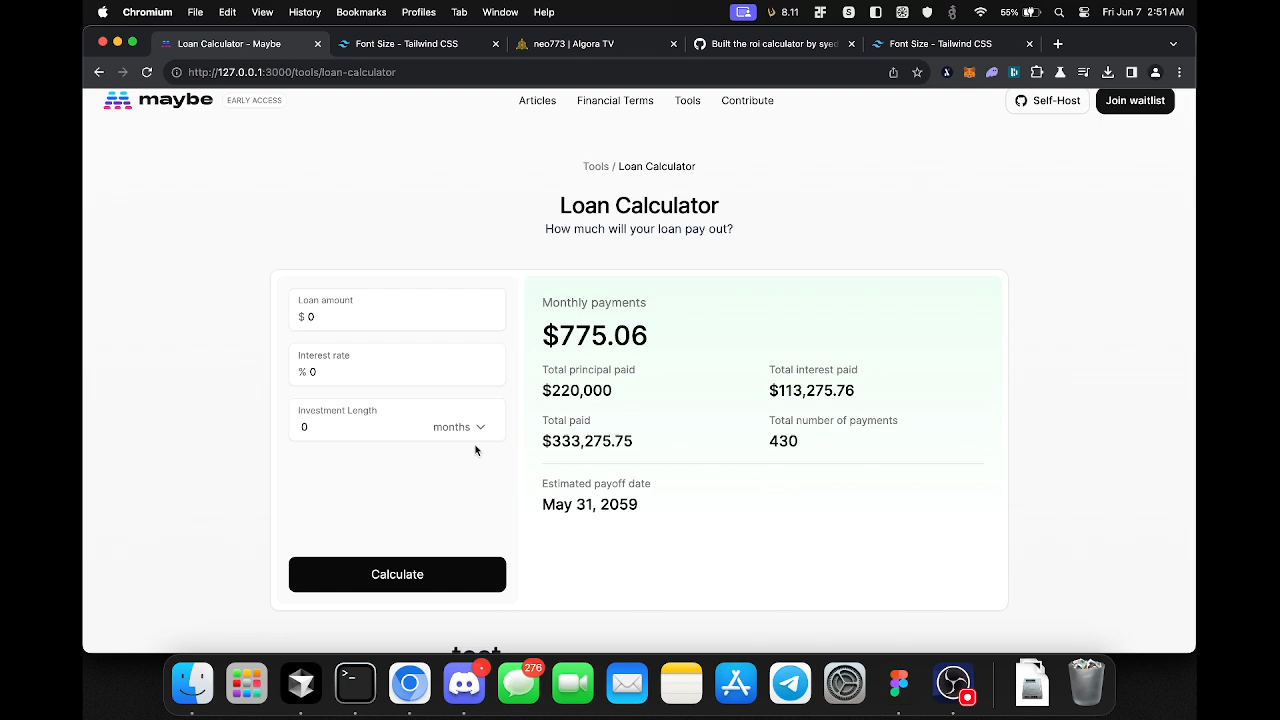 Chromium File Edit View History Bookmarks Profiles Tab Window Help 8.11 55% Fri Jun 7 2:51 AM
Loan Calculator - Maybe
Font Size - Tailwind CSS
neo773 | Algora TV
Built the roi calculator by syed
Font Size - Tailwind CSS
http://127.0.0.1:3000/tools/loan-calculator
maybe EARLY ACCESS Articles Financial Terms Tools Contribute Self-Host Join waitlist
Tools / Loan Calculator
Loan Calculator
How much will your loan pay out?
Loan amount
$ 0
Interest rate
% 0
Investment Length
0 months
Calculate
Monthly payments
$775.06
Total principal paid Total interest paid
$220,000 $113,275.76
Total paid Total number of payments
$333,275.75 430
Estimated payoff date
May 31, 2059
276